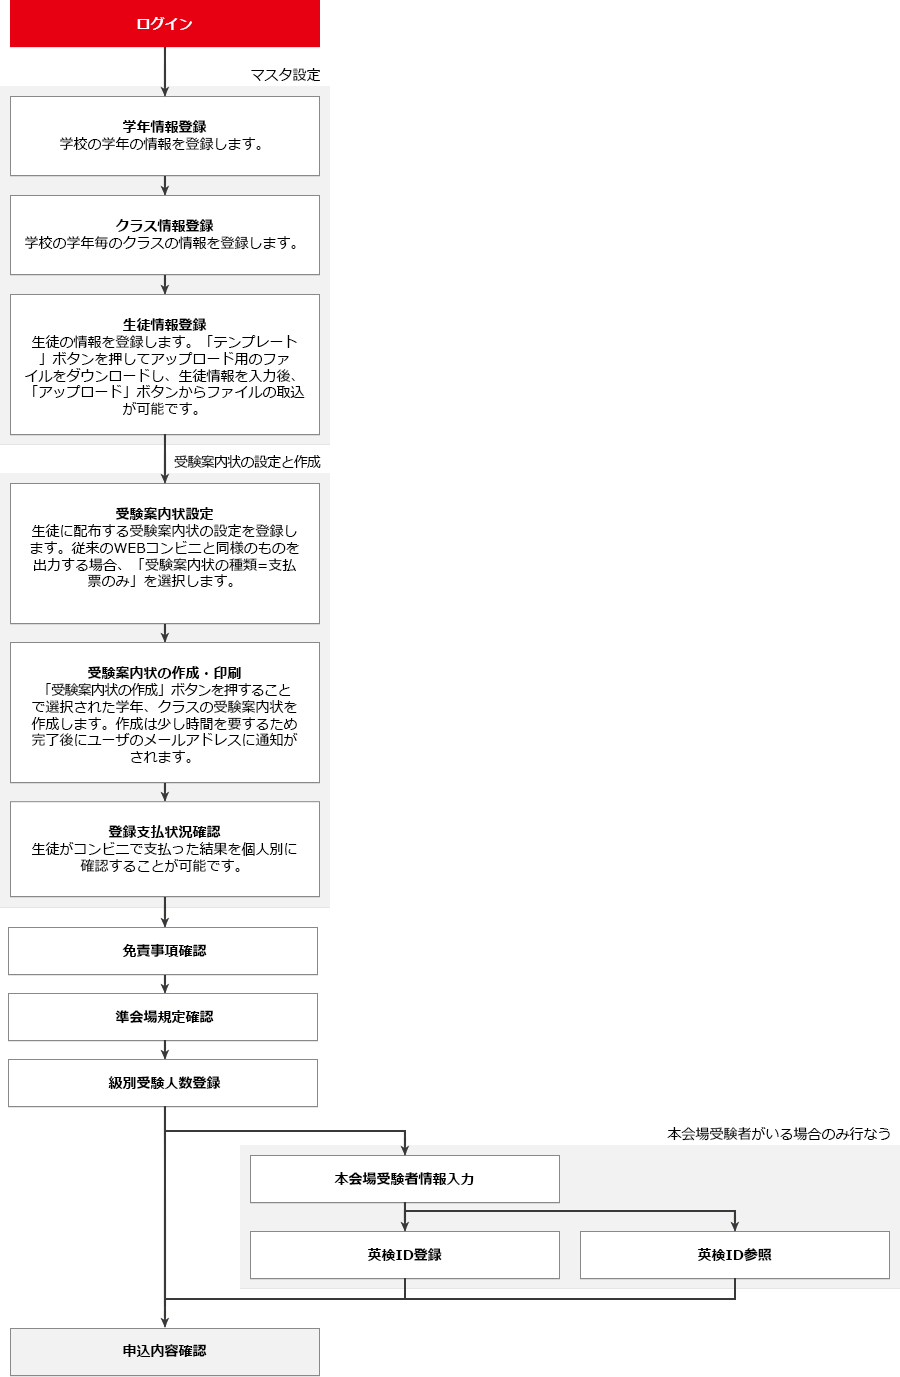 ログイン
マスタ設定
学年情報登録
学校の学年の情報を登録します。
クラス情報登録
学校の学年毎のクラスの情報を登録します。
生徒情報登録
生徒の情報を登録します。「テンプレート
」ボタンを押してアップロード用のファ
イルをダウンロードし、生徒情報を入力後、
「アップロード」ボタンからファイルの取込
が可能です。
受験案内状の設定と作成
受験案内状設定
生徒に配布する受験案内状の設定を登録し
ます。従来のWEBコンビニと同様のものを
出力する場合、「受験案内状の種類=支払
票のみ」を選択します。
受験案内状の作成・印刷
「受験案内状の作成」ボタンを押すること
で選択された学年、クラスの受験案内状を
作成します。作成は少し時間を要するため
完了後にユーザのメールアドレスに通知が
されます。
登録支払状況確認
生徒がコンビニで支払った結果を個人別に
確認することが可能です。
免責事項確認
準会場規定確認
級別受験人数登録
本会場受験者がいる場合のみ行なう
本会場受験者情報入力
英検ID登録
英検ID参照
申込内容確認